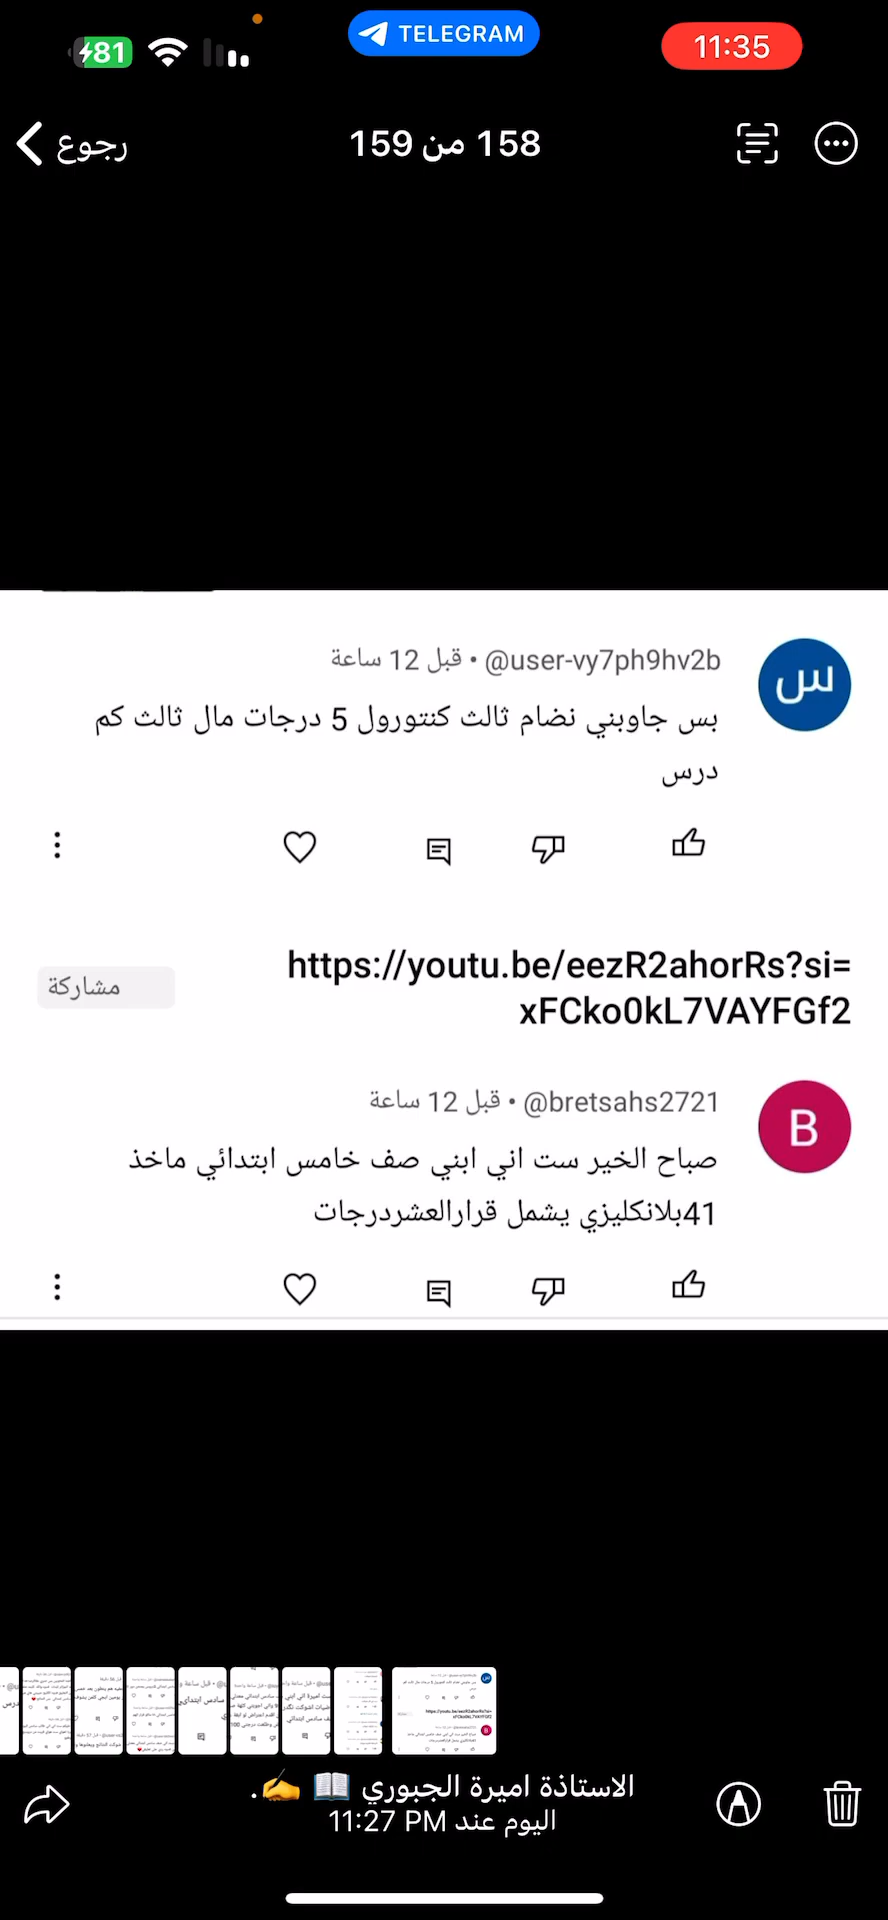 81
TELEGRAM
11:35
رجوع
158 من 159
@user-vy7ph9hv2b • قبل 12 ساعة
س
بس جاوبني نضام ثالث كنتورول 5 درجات مال ثالث كم
درس
https://youtu.be/eezR2ahorRs?si=
xFCko0kL7VAYFGf2
مشاركة
@bretsahs2721 • قبل 12 ساعة
B
صباح الخير ست اني ابني صف خامس ابتدائي ماخذ
41بلانكليزي يشمل قرارالعشردرجات
الاستاذة اميرة الجبوري 📖 ✍️.
اليوم عند 11:27 PM